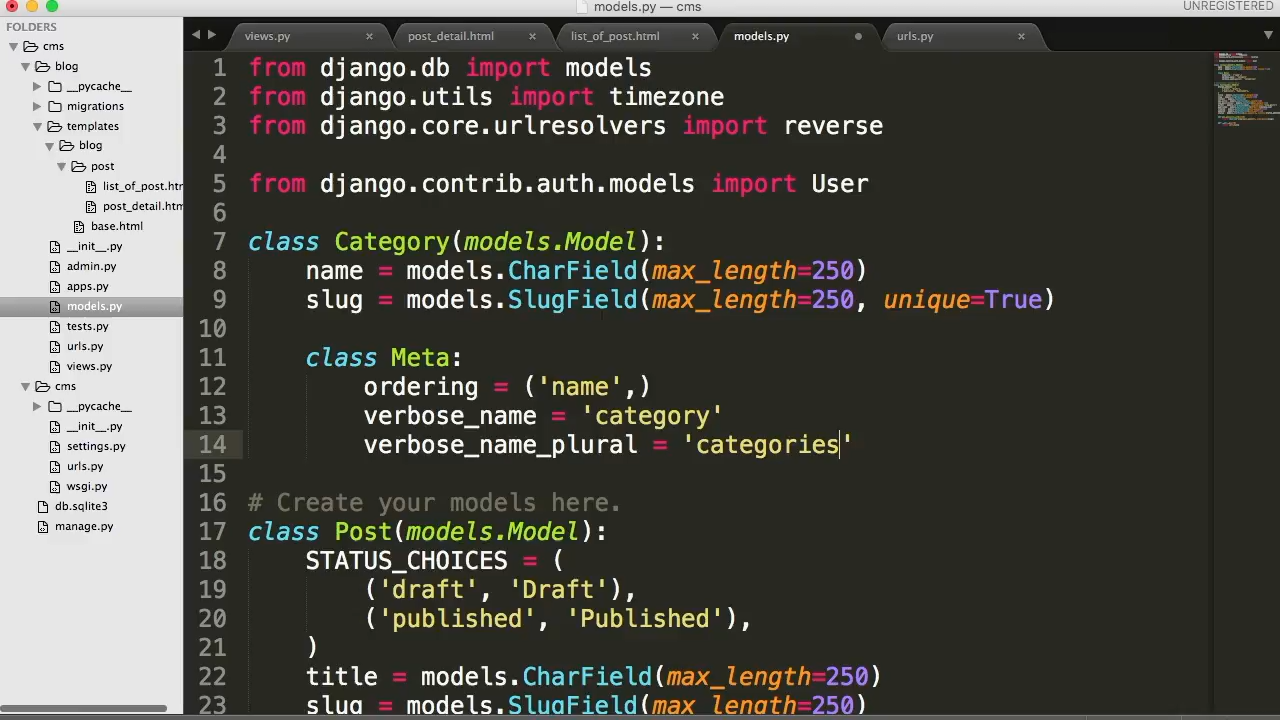 models.py — cms
UNREGISTERED
FOLDERS
cms
blog
__pycache__
migrations
templates
blog
post
list_of_post.htr
post_detail.htm
base.html
__init__.py
admin.py
apps.py
models.py
tests.py
urls.py
views.py
cms
__pycache__
__init__.py
settings.py
urls.py
wsgi.py
db.sqlite3
manage.py
views.py
post_detail.html
list_of_post.html
models.py
urls.py
1 from django.db import models
2 from django.utils import timezone
3 from django.core.urlresolvers import reverse
4
5 from django.contrib.auth.models import User
6
7 class Category(models.Model):
8 name = models.CharField(max_length=250)
9 slug = models.SlugField(max_length=250, unique=True)
10
11 class Meta:
12 ordering = ('name',)
13 verbose_name = 'category'
14 verbose_name_plural = 'categories'
15
16 # Create your models here.
17 class Post(models.Model):
18 STATUS_CHOICES = (
19 ('draft', 'Draft'),
20 ('published', 'Published'),
21 )
22 title = models.CharField(max_length=250)
23 slug = models.SlugField(max_length=250)